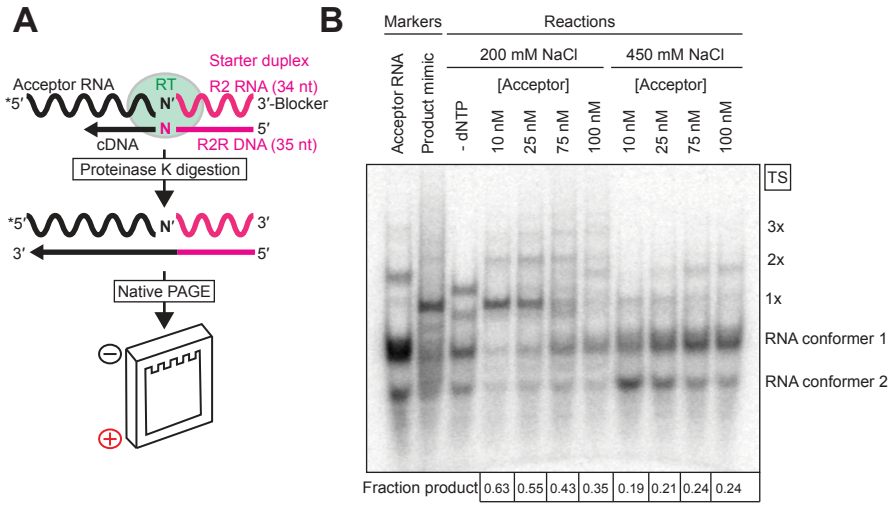 A
Starter duplex
Acceptor RNA
RT
R2 RNA (34 nt)
*5′
N′
3′-Blocker
N
5′
cDNA
R2R DNA (35 nt)
Proteinase K digestion
*5′
N′
3′
3′
5′
Native PAGE
−
+
B
Markers
Reactions
200 mM NaCl
450 mM NaCl
[Acceptor]
[Acceptor]
Acceptor RNA
Product mimic
- dNTP
10 nM
25 nM
75 nM
100 nM
10 nM
25 nM
75 nM
100 nM
TS
3x
2x
1x
RNA conformer 1
RNA conformer 2
Fraction product 0.63 0.55 0.43 0.35 0.19 0.21 0.24 0.24